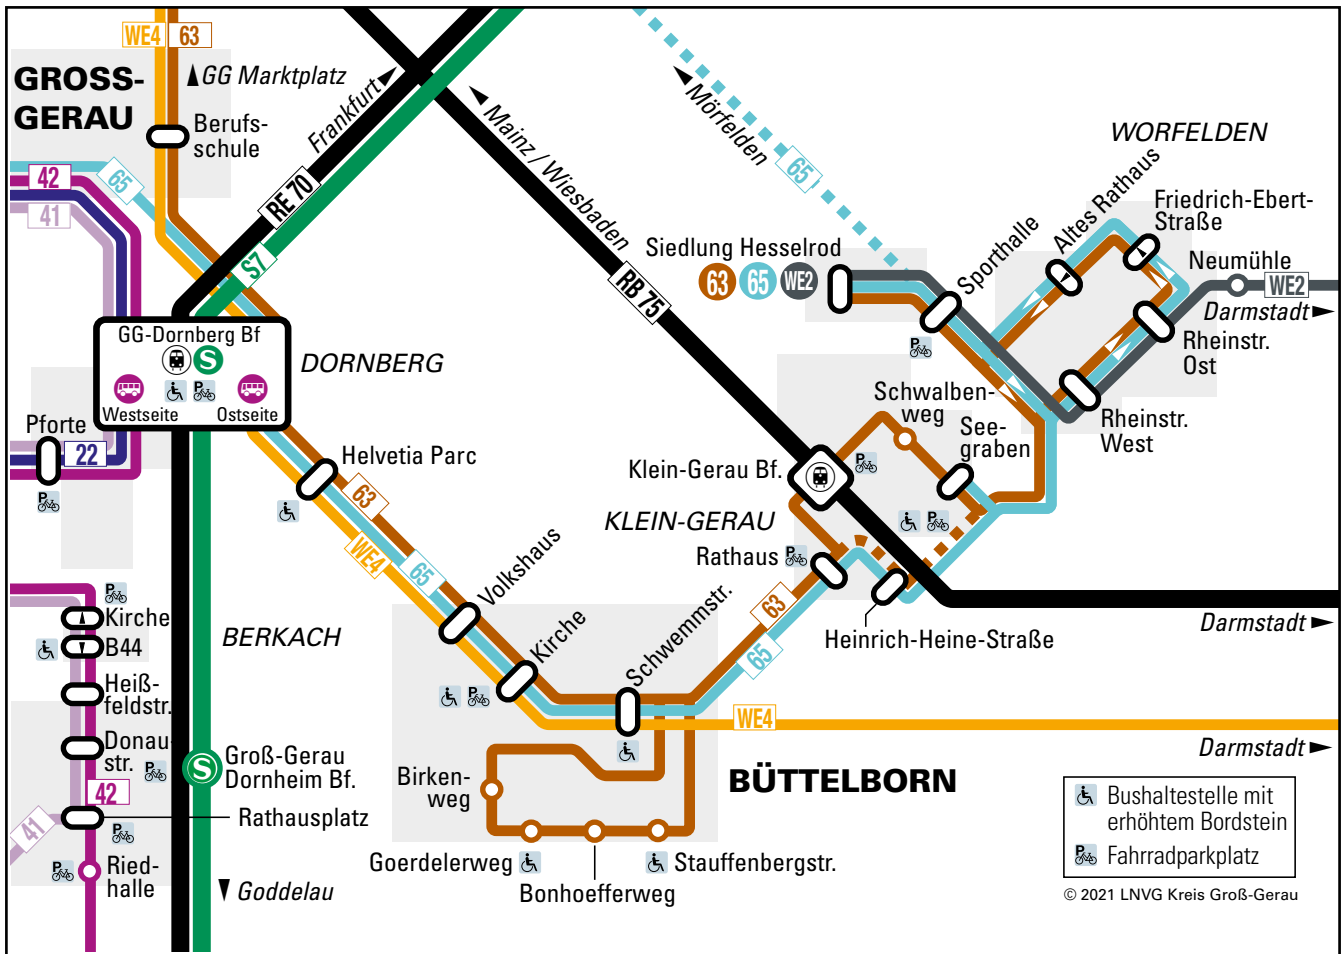 WE4
63
GROSS-
GERAU
GG Marktplatz
Berufs-
schule
42
65
41
Frankfurt
RE 70
S7
Mainz / Wiesbaden
RB 75
Mörfelden
65
WORFELDEN
Siedlung Hesselrod
63
65
WE2
Sporthalle
Altes Rathaus
Friedrich-Ebert-
Straße
Neumühle
WE2
Darmstadt
Rheinstr.
Ost
Rheinstr.
West
GG-Dornberg Bf
S
Westseite
Ostseite
DORNBERG
Pforte
22
P
Helvetia Parc
63
WE4
65
Volkshaus
Kirche
Schwemmstr.
Schwalben-
weg
See-
graben
Klein-Gerau Bf.
KLEIN-GERAU
Rathaus
63
65
Heinrich-Heine-Straße
Darmstadt
Kirche
B44
Heiß-
feldstr.
Donau-
str.
42
41
Rathausplatz
Ried-
halle
BERKACH
S
Groß-Gerau
Dornheim Bf.
Goddelau
WE4
Darmstadt
Birken-
weg
Goerdelerweg
Bonhoefferweg
Stauffenbergstr.
BÜTTELBORN
Bushaltestelle mit
erhöhtem Bordstein
P
Fahrradparkplatz
© 2021 LNVG Kreis Groß-Gerau